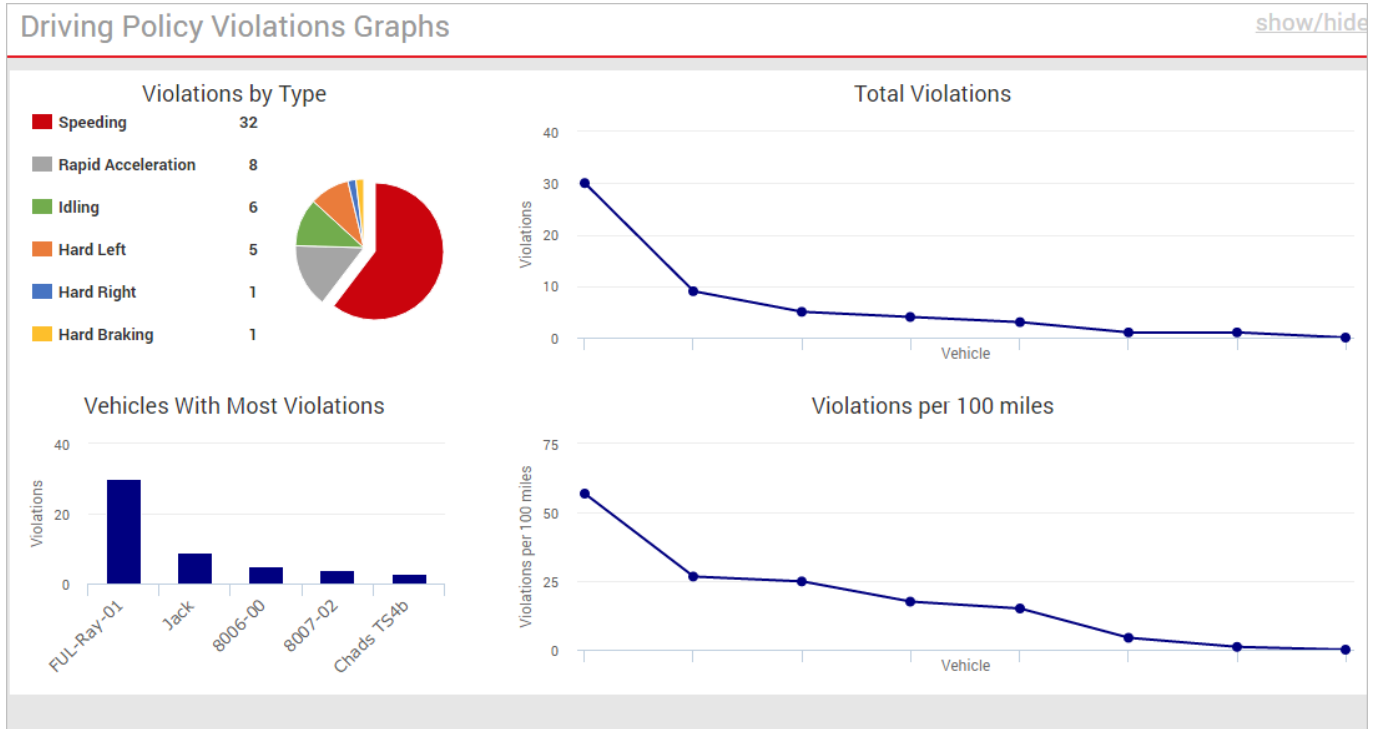 Driving Policy Violations Graphs
show/hide
Violations by Type
Speeding 32
Rapid Acceleration 8
Idling 6
Hard Left 5
Hard Right 1
Hard Braking 1
Total Violations
40
30
20
10
0
Violations
Vehicle
Vehicles With Most Violations
40
20
0
Violations
FUL-Ray-01
Jack
8006-00
8007-02
Chads TS4b
Violations per 100 miles
75
50
25
0
Violations per 100 miles
Vehicle